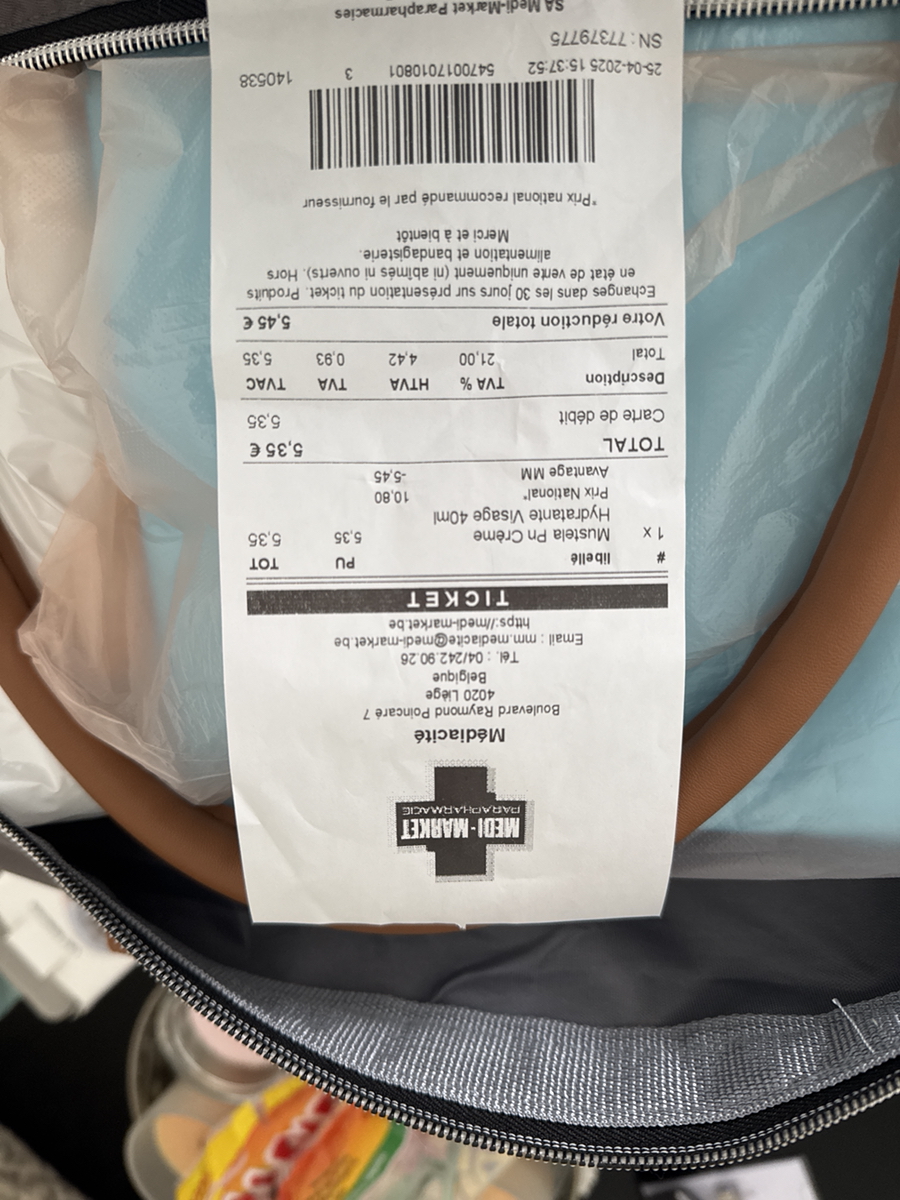 MEDI-MARKET
PARAPHARMACIE
Médiacité
Boulevard Raymond Poincaré 7
4020 Liège
Belgique
Tél. : 04/242.90.26
Email : mm.mediacite@medi-market.be
https://medi-market.be
TICKET
# libellé PU TOT
1 x Mustela Pn Crème 5,35 5,35
Hydratante Visage 40ml
Prix National* 10,80
Avantage MM -5,45
TOTAL 5,35 €
Carte de débit 5,35
Description TVA % HTVA TVA TVAC
Total 21,00 4,42 0,93 5,35
Votre réduction totale 5,45 €
Echanges dans les 30 jours sur présentation du ticket. Produits
en état de vente uniquement (ni abîmés ni ouverts). Hors
alimentation et bandagisterie.
Merci et à bientôt
*Prix national recommandé par le fournisseur
25-04-2025 15:37:52 5470017010801 3 140538
SN : 77379775
SA Medi-Market Parapharmacies